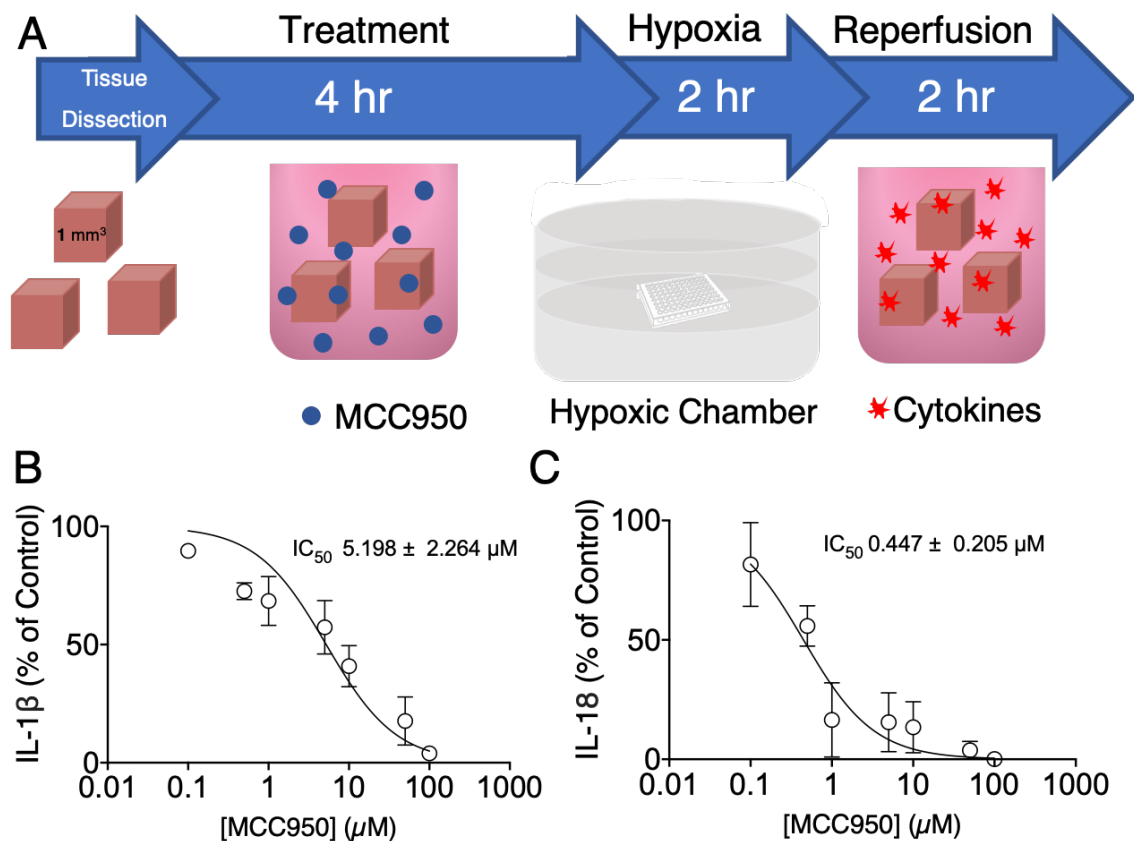 A
Treatment
Hypoxia
Reperfusion
Tissue
Dissection
4 hr
2 hr
2 hr
1 mm³
MCC950
Hypoxic Chamber
Cytokines
B
IL-1β (% of Control)
100
50
0
IC₅₀ 5.198 ± 2.264 µM
0.01 0.1 1 10 100 1000
[MCC950] (µM)
C
IL-18 (% of Control)
100
50
0
IC₅₀ 0.447 ± 0.205 µM
0.01 0.1 1 10 100 1000
[MCC950] (µM)